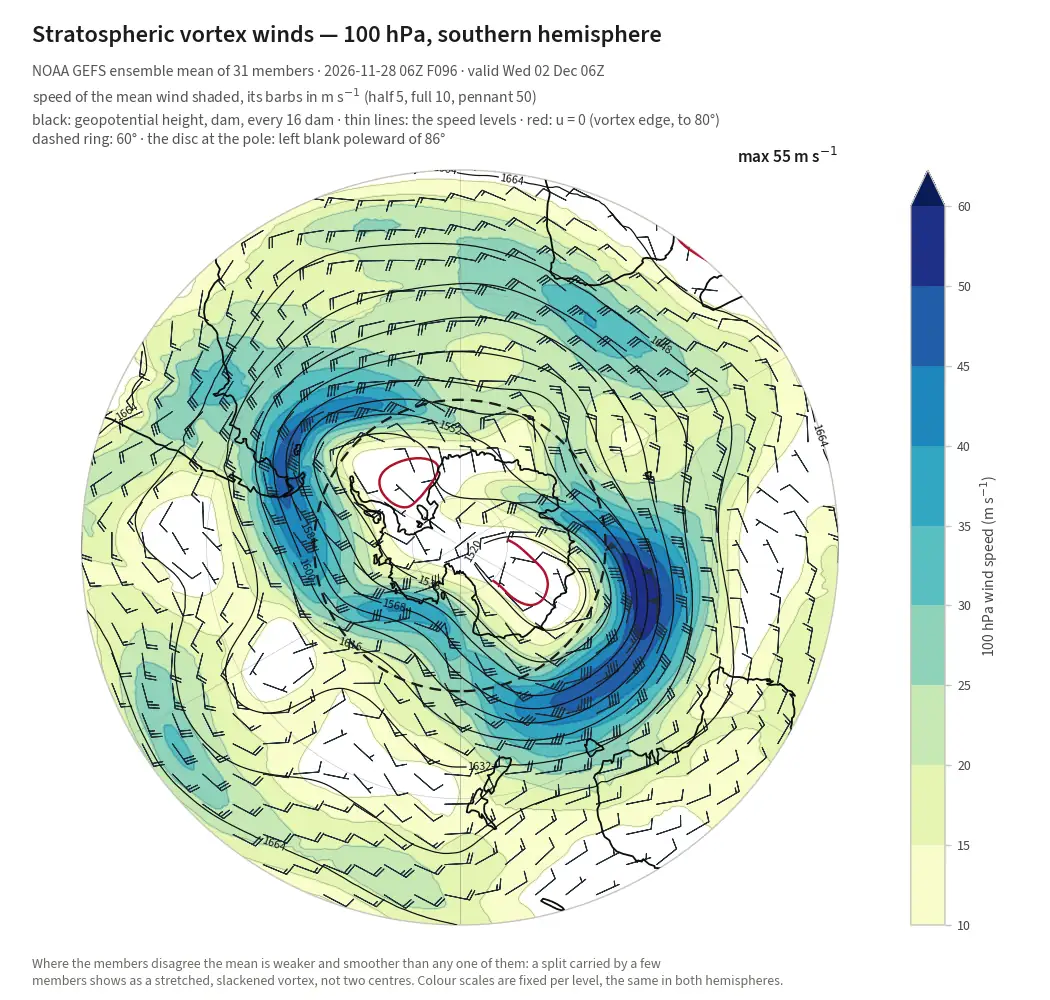 Stratospheric vortex winds — 100 hPa, southern hemisphere
NOAA GEFS ensemble mean of 31 members · 2026-11-28 06Z F096 · valid Wed 02 Dec 06Z
speed of the mean wind shaded, its barbs in m s⁻¹ (half 5, full 10, pennant 50)
black: geopotential height, dam, every 16 dam · thin lines: the speed levels · red: u = 0 (vortex edge, to 80°)
dashed ring: 60° · the disc at the pole: left blank poleward of 86°
max 55 m s⁻¹
1664
1648
1664
1664
1520
1568
1616
1632
1664
60
50
45
40
35
30
25
20
15
10
100 hPa wind speed (m s⁻¹)
Where the members disagree the mean is weaker and smoother than any one of them: a split carried by a few
members shows as a stretched, slackened vortex, not two centres. Colour scales are fixed per level, the same in both hemispheres.